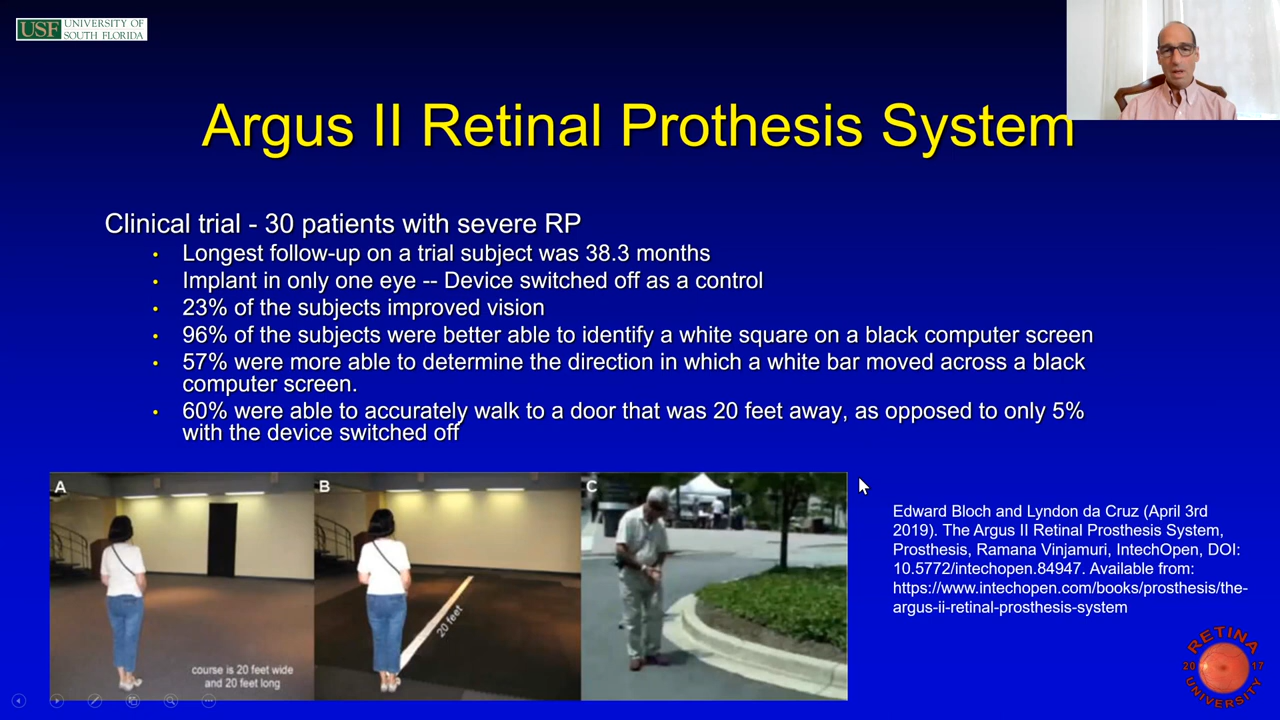 USF UNIVERSITY OF
SOUTH FLORIDA
Argus II Retinal Prothesis System
Clinical trial - 30 patients with severe RP
• Longest follow-up on a trial subject was 38.3 months
• Implant in only one eye -- Device switched off as a control
• 23% of the subjects improved vision
• 96% of the subjects were better able to identify a white square on a black computer screen
• 57% were more able to determine the direction in which a white bar moved across a black
computer screen.
• 60% were able to accurately walk to a door that was 20 feet away, as opposed to only 5%
with the device switched off
A
course is 20 feet wide
and 20 feet long
B
20 feet
C
Edward Bloch and Lyndon da Cruz (April 3rd
2019). The Argus II Retinal Prosthesis System,
Prosthesis, Ramana Vinjamuri, IntechOpen, DOI:
10.5772/intechopen.84947. Available from:
https://www.intechopen.com/books/prosthesis/the-
argus-ii-retinal-prosthesis-system
RETINA
20 17
UNIVERSITY